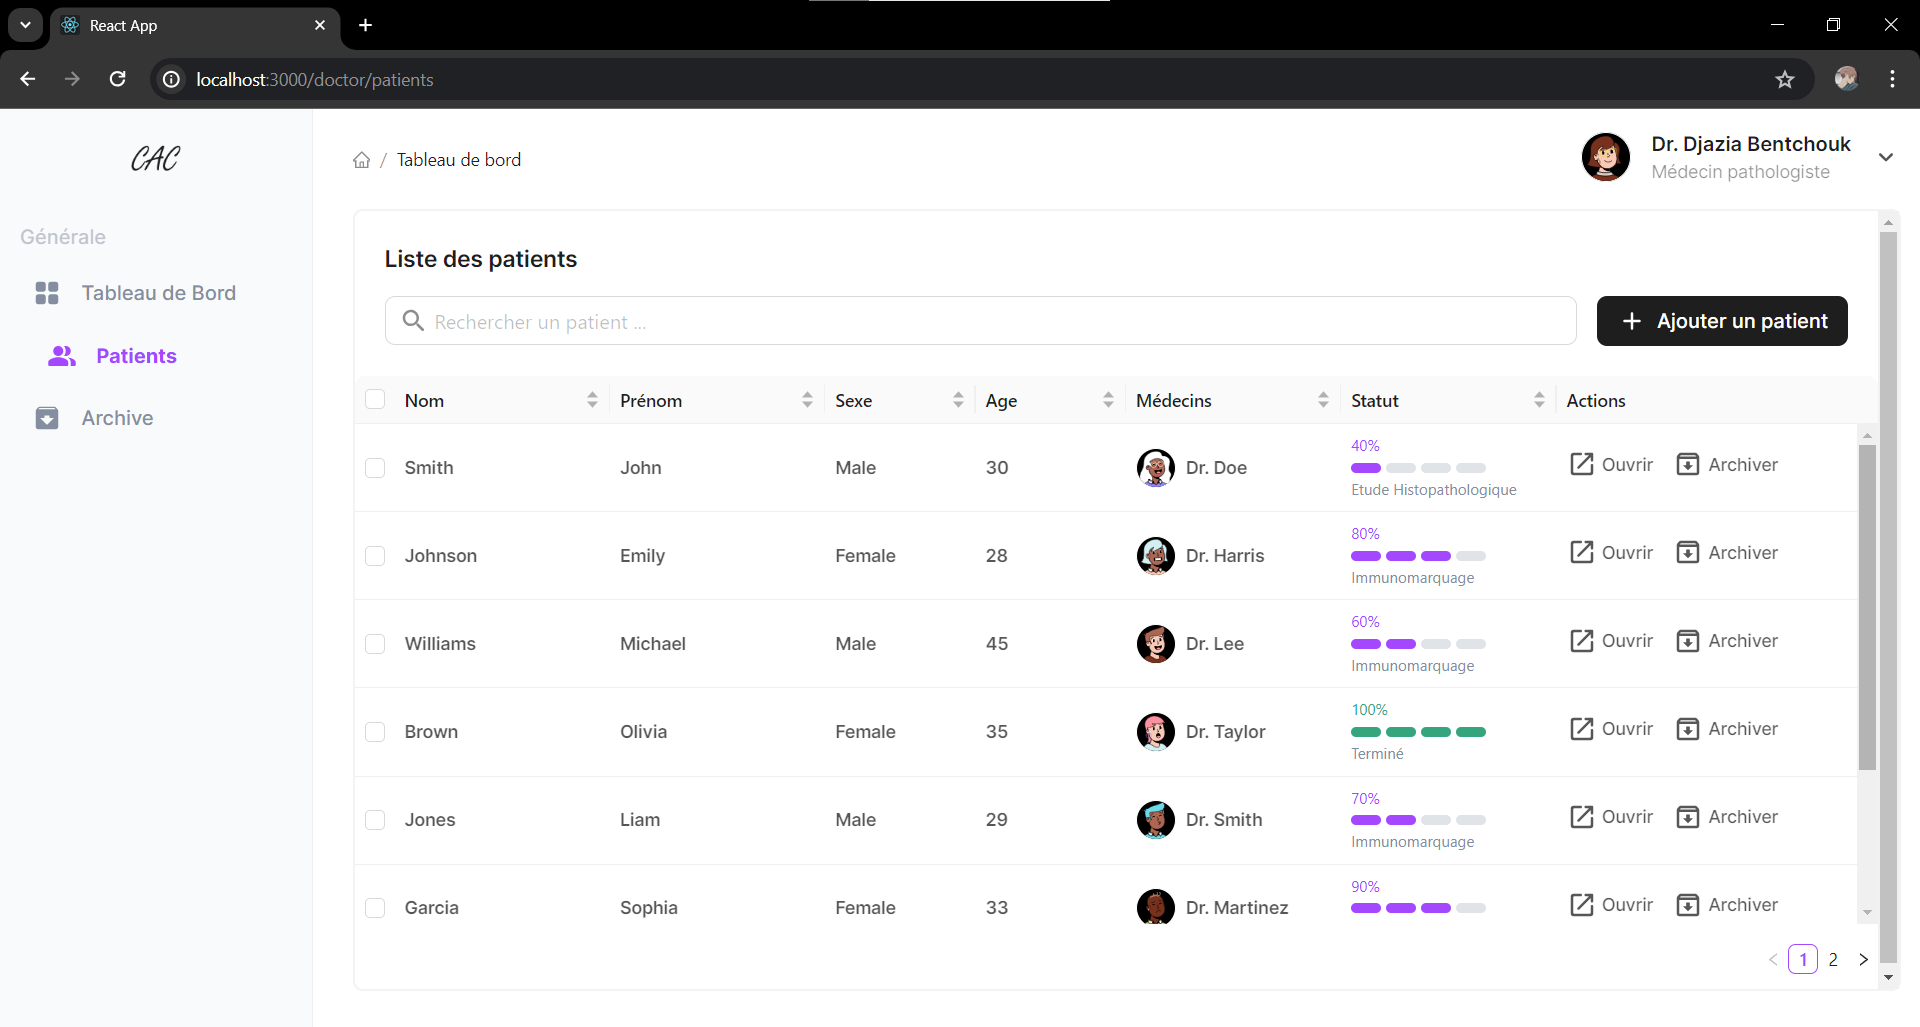 React App
localhost:3000/doctor/patients
CAC
Générale
Tableau de Bord
Patients
Archive
/ Tableau de bord
Dr. Djazia Bentchouk
Médecin pathologiste
Liste des patients
Rechercher un patient ...
+ Ajouter un patient
Nom Prénom Sexe Age Médecins Statut Actions
40%
Smith John Male 30 Dr. Doe Ouvrir Archiver
Etude Histopathologique
80%
Johnson Emily Female 28 Dr. Harris Ouvrir Archiver
Immunomarquage
60%
Williams Michael Male 45 Dr. Lee Ouvrir Archiver
Immunomarquage
100%
Brown Olivia Female 35 Dr. Taylor Ouvrir Archiver
Terminé
70%
Jones Liam Male 29 Dr. Smith Ouvrir Archiver
Immunomarquage
90%
Garcia Sophia Female 33 Dr. Martinez Ouvrir Archiver
< 1 2 >